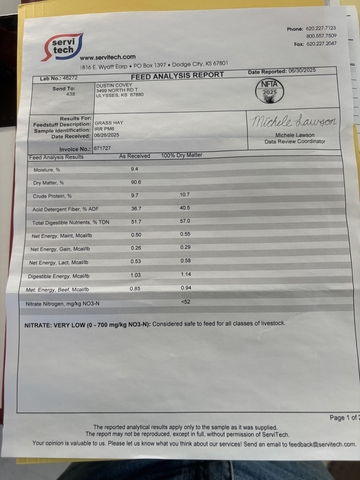 servi
tech
www.servitech.com
1816 E. Wyatt Earp • PO Box 1397 • Dodge City, KS 67801
Phone: 620.227.7123
800.557.7509
Fax: 620.227.2047
Lab No.: 46272
FEED ANALYSIS REPORT
Date Reported: 06/30/2025
Send To:
438
DUSTIN COVEY
3499 NORTH RD T
ULYSSES, KS 67880
NFTA
2025
Results For:
Feedstuff Description: GRASS HAY
Sample Identification: IRR PM6
Date Received: 06/26/2025
Invoice No.: 671727
Michele Lawson
Michele Lawson
Data Review Coordinator
Feed Analysis Results As Received 100% Dry Matter
Moisture, % 9.4
Dry Matter, % 90.6
Crude Protein, % 9.7 10.7
Acid Detergent Fiber, % ADF 36.7 40.5
Total Digestible Nutrients, % TDN 51.7 57.0
Net Energy, Maint, Mcal/lb 0.50 0.55
Net Energy, Gain, Mcal/lb 0.26 0.29
Net Energy, Lact, Mcal/lb 0.53 0.58
Digestible Energy, Mcal/lb 1.03 1.14
Met. Energy, Beef, Mcal/lb 0.85 0.94
Nitrate Nitrogen, mg/kg NO3-N <52
NITRATE: VERY LOW (0 - 700 mg/kg NO3-N): Considered safe to feed for all classes of livestock.
Page 1 of 2
The reported analytical results apply only to the sample as it was supplied.
The report may not be reproduced, except in full, without permission of ServiTech.
Your opinion is valuable to us. Please let us know what you think about our services! Send an email to feedback@servitech.com.